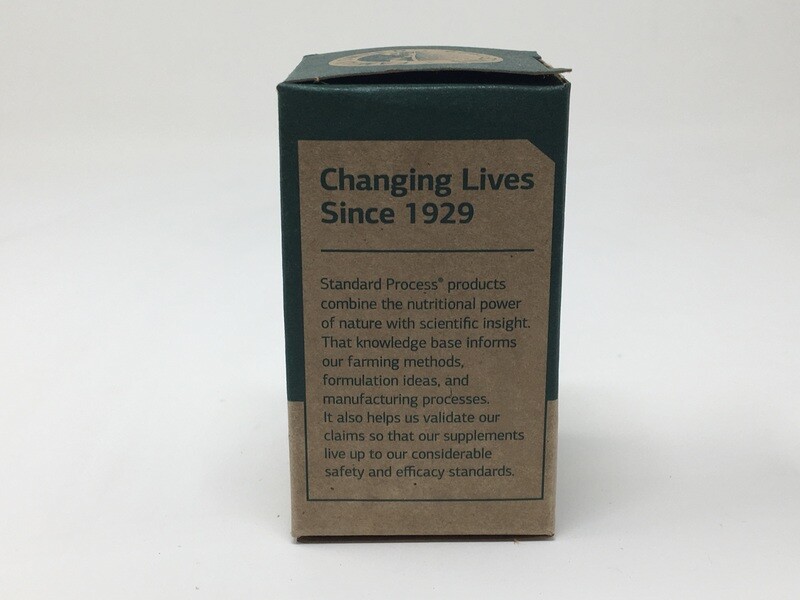 Changing Lives
Since 1929
Standard Process® products
combine the nutritional power
of nature with scientific insight.
That knowledge base informs
our farming methods,
formulation ideas, and
manufacturing processes.
It also helps us validate our
claims so that our supplements
live up to our considerable
safety and efficacy standards.